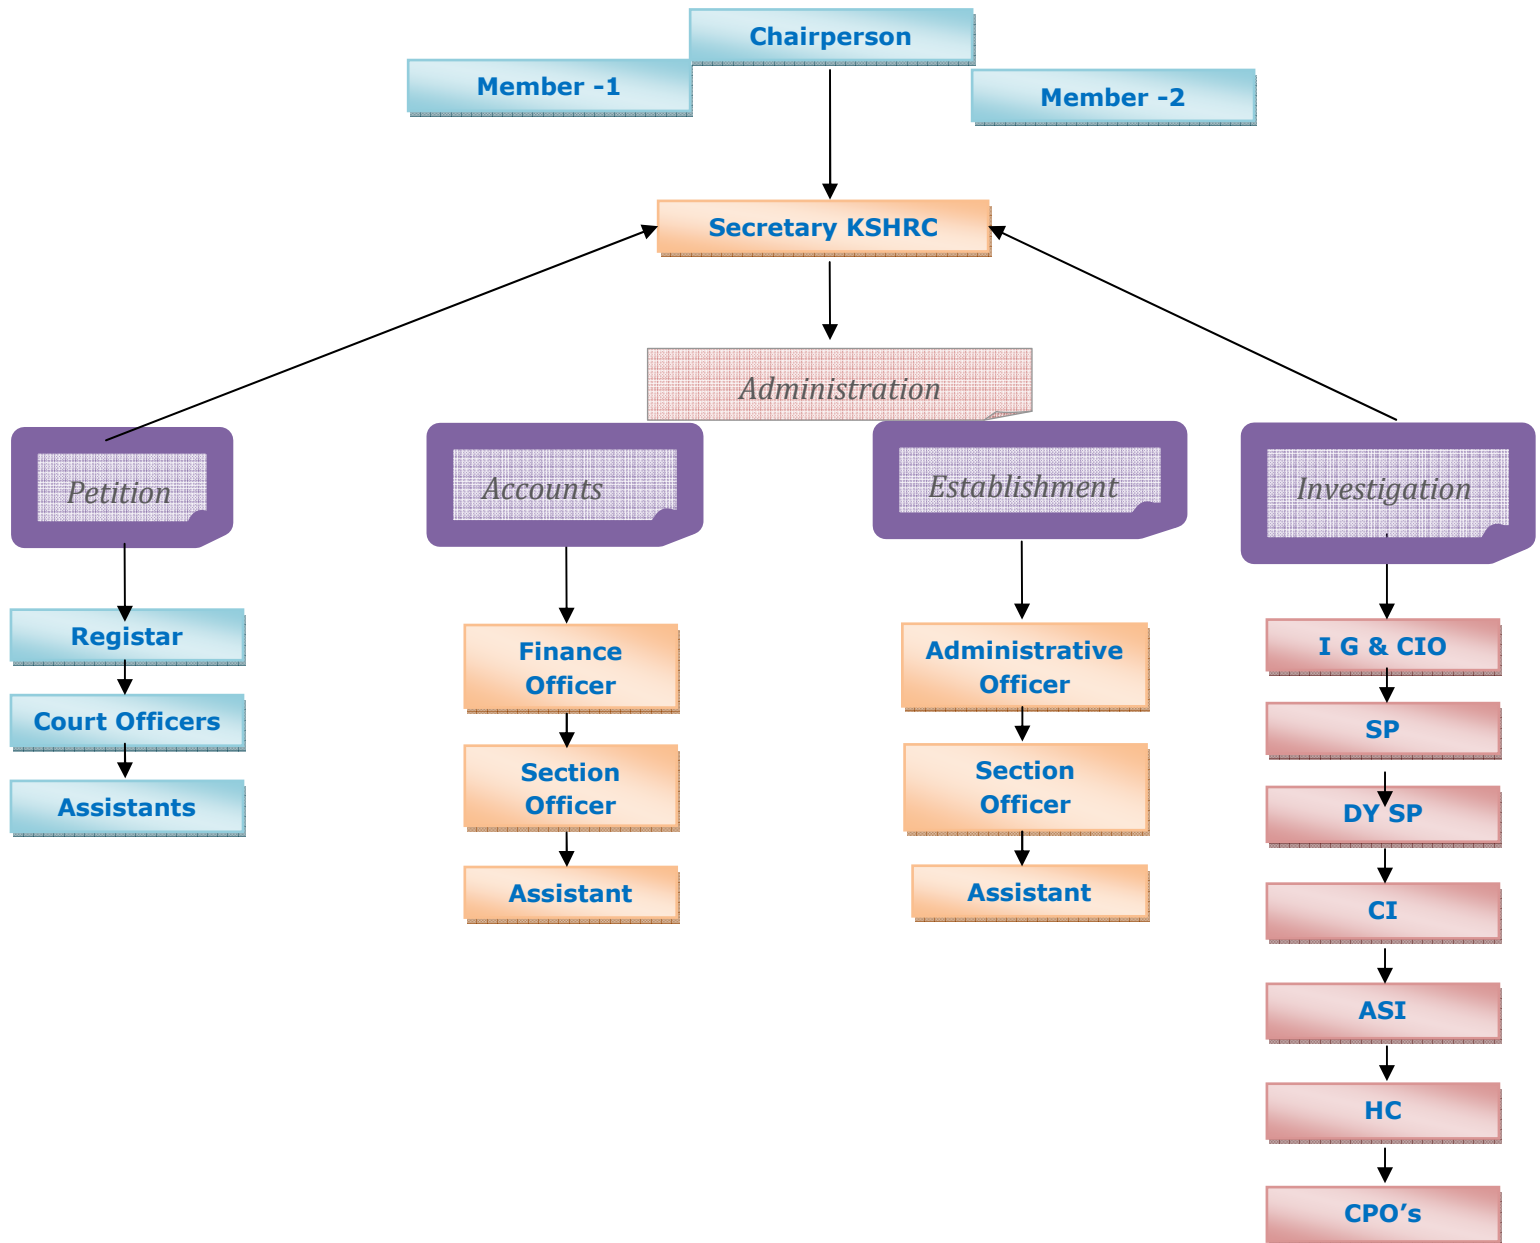 Chairperson
Member -1
Member -2
Secretary KSHRC
Administration
Petition
Accounts
Establishment
Investigation
Registar
Court Officers
Assistants
Finance
Officer
Section
Officer
Assistant
Administrative
Officer
Section
Officer
Assistant
I G & CIO
SP
DY SP
CI
ASI
HC
CPO’s